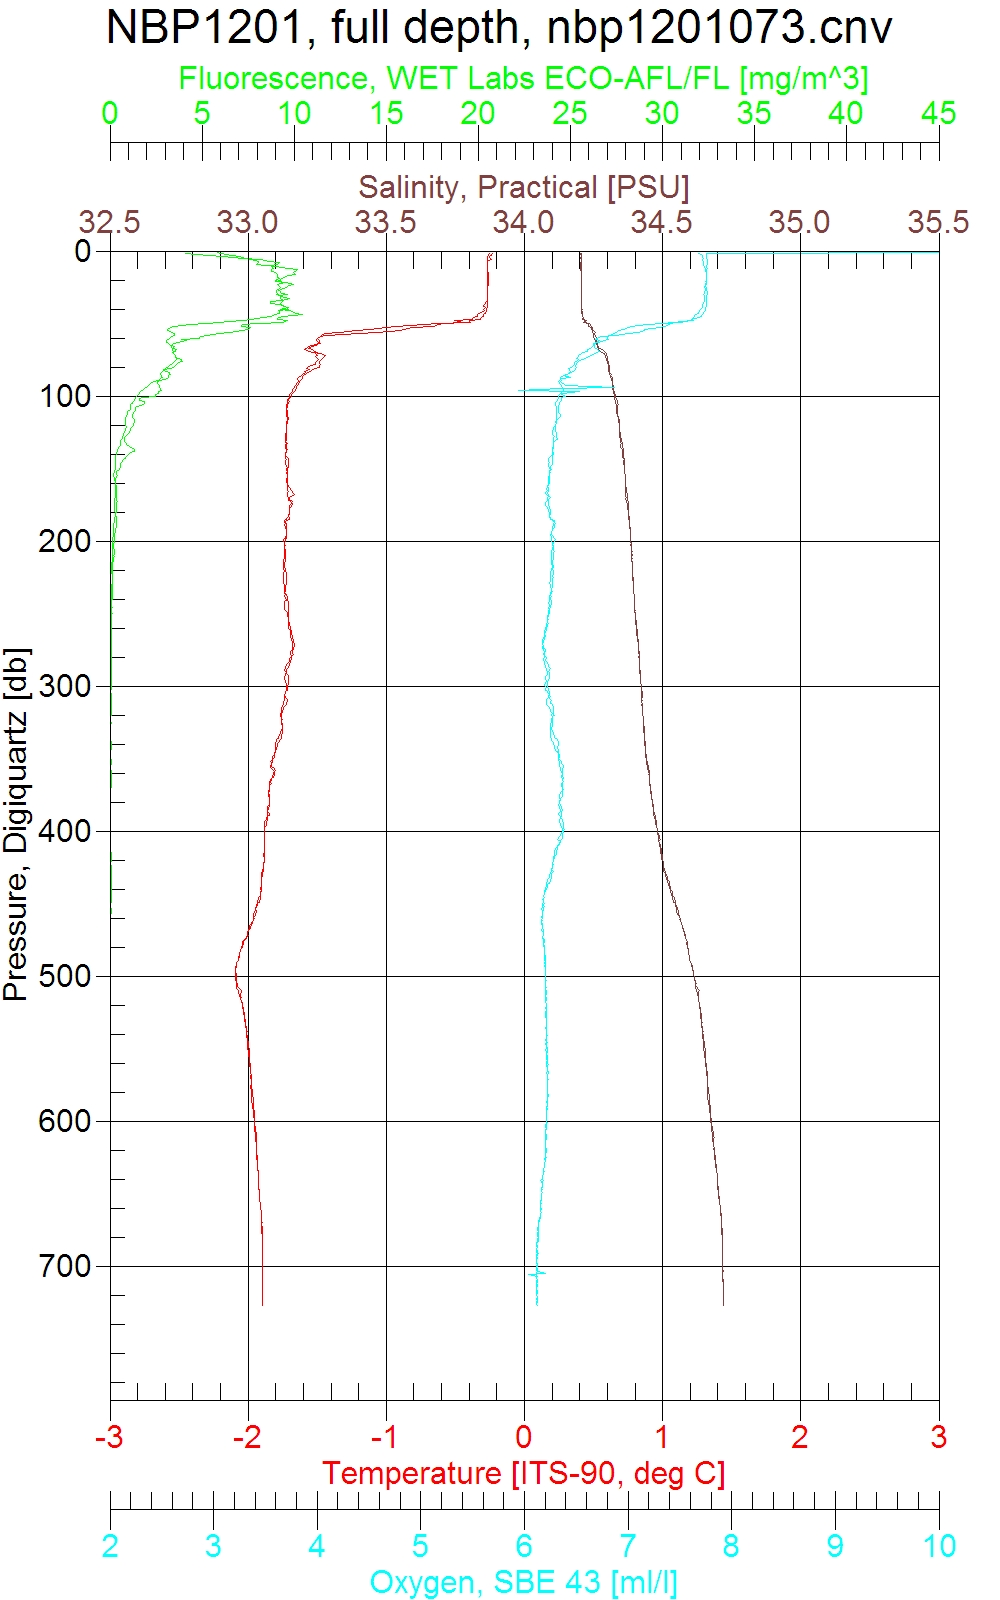 NBP1201, full depth, nbp1201073.cnv
Fluorescence, WET Labs ECO-AFL/FL [mg/m^3]
0 5 10 15 20 25 30 35 40 45
Salinity, Practical [PSU]
32.5 33.0 33.5 34.0 34.5 35.0 35.5
0
100
200
300
400
500
600
700
Pressure, Digiquartz [db]
-3 -2 -1 0 1 2 3
Temperature [ITS-90, deg C]
2 3 4 5 6 7 8 9 10
Oxygen, SBE 43 [ml/l]